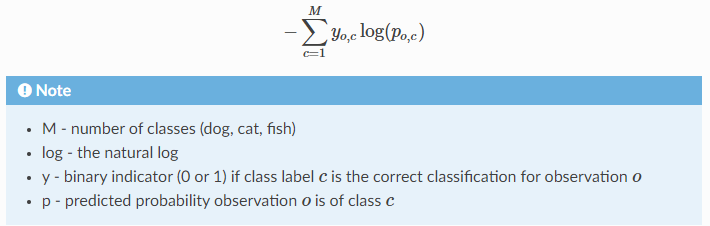 $-\sum_{c=1}^{M} y_{o,c} \log(p_{o,c})$
Note
• M - number of classes (dog, cat, fish)
• log - the natural log
• y - binary indicator (0 or 1) if class label c is the correct classification for observation o
• p - predicted probability observation o is of class c